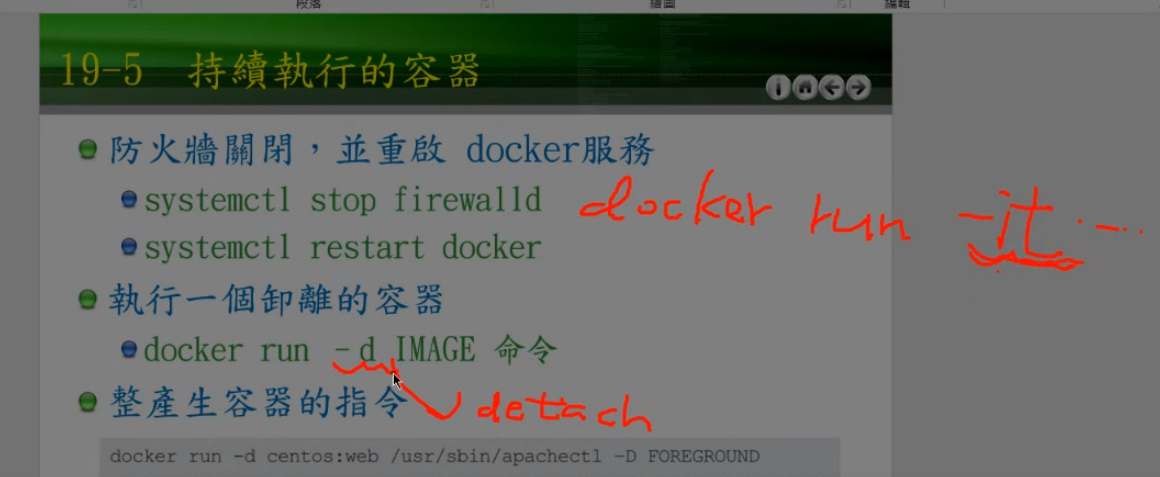 段落
繪圖
編輯
19-5 持續執行的容器
防火牆關閉，並重啟 docker服務
systemctl stop firewalld
docker run -it ......
systemctl restart docker
執行一個卸離的容器
docker run -d IMAGE 命令
整產生容器的指令
detach
docker run -d centos:web /usr/sbin/apachectl -D FOREGROUND